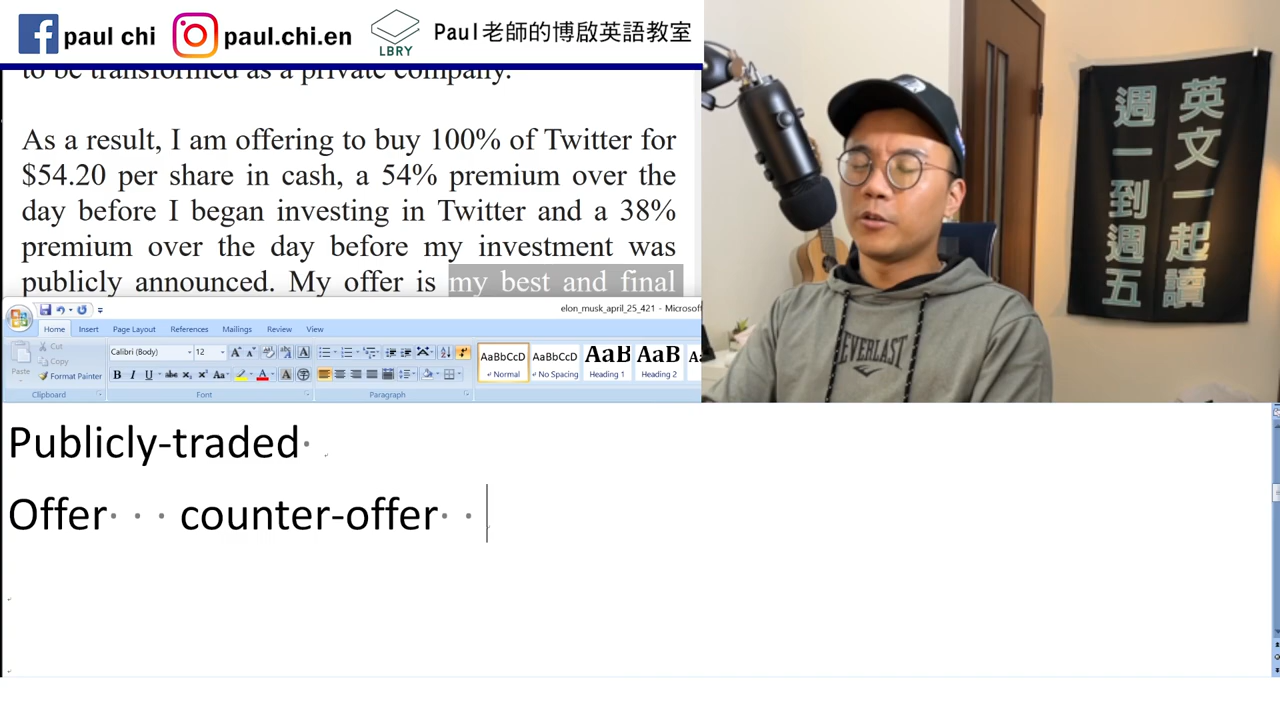 paul chi
paul.chi.en
LBRY
Paul老師的博啟英語教室
to be transformed as a private company.
As a result, I am offering to buy 100% of Twitter for
$54.20 per share in cash, a 54% premium over the
day before I began investing in Twitter and a 38%
premium over the day before my investment was
publicly announced. My offer is my best and final
elon_musk_april_25_421 - Microsof
Home Insert Page Layout References Mailings Review View
Cut
Copy
Format Painter
Paste
Clipboard
Calibri (Body) 12
Font
Paragraph
AaBbCcD AaBbCcD AaB AaB Aa
Normal No Spacing Heading 1 Heading 2
Publicly-traded
Offer counter-offer
英文一起讀
週一到週五
EVERLAST